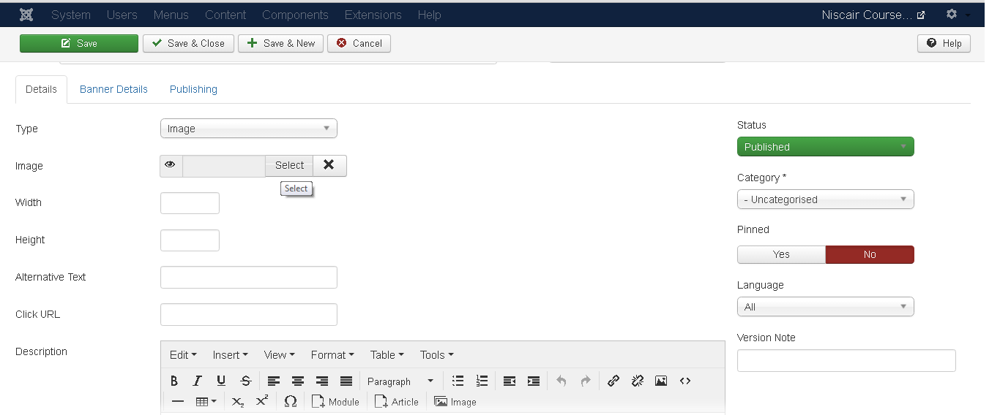 System Users Menus Content Components Extensions Help Niscair Course...
Save Save & Close Save & New Cancel Help
Details Banner Details Publishing
Type Image
Image Select
Select
Width
Height
Alternative Text
Click URL
Description
Edit Insert View Format Table Tools
B I U S Paragraph
X2 X2 Ω Module Article Image
Status
Published
Category *
- Uncategorised
Pinned
Yes No
Language
All
Version Note